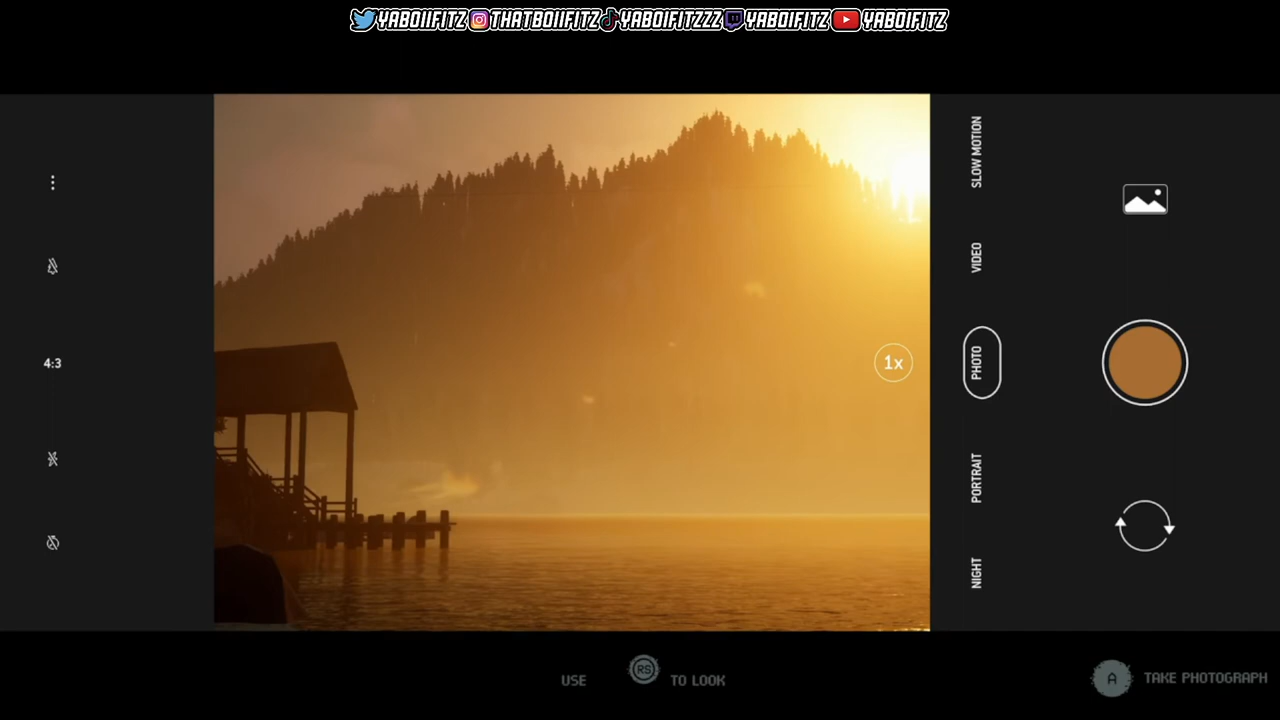 YABOIIFITZ THATBOIIFITZ YABOIFITZZZ YABOIFITZ YABOIFITZ
SLOW MOTION
VIDEO
4:3
1x
PHOTO
PORTRAIT
NIGHT
USE RS TO LOOK
A TAKE PHOTOGRAPH